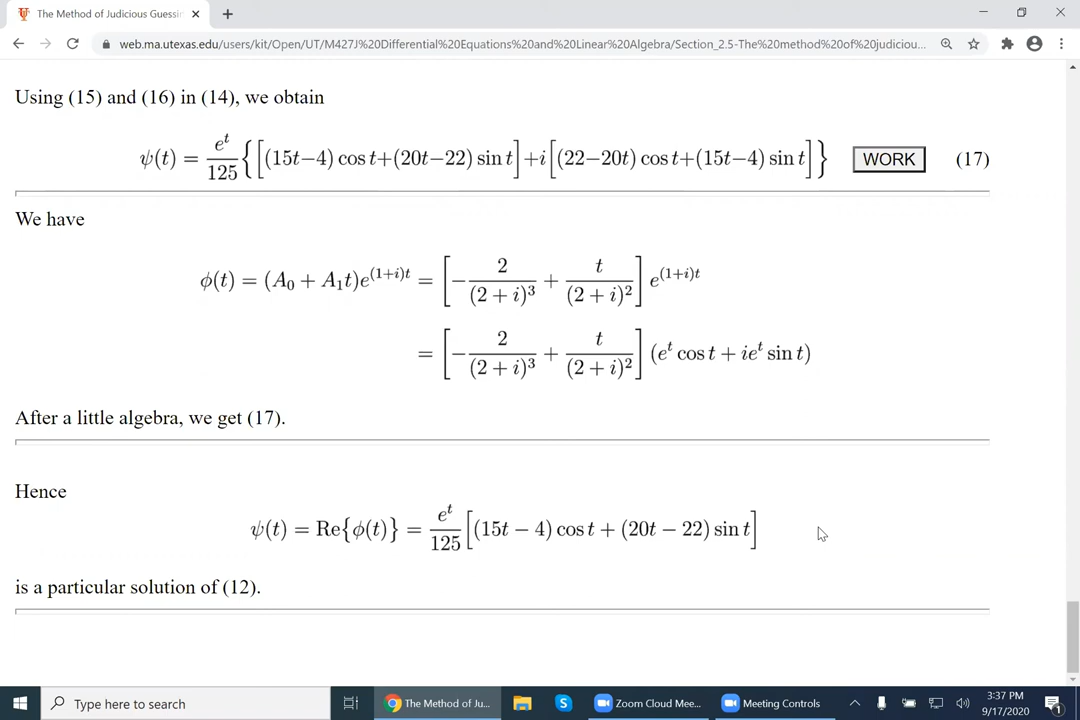 The Method of Judicious Guessin
web.ma.utexas.edu/users/kit/Open/UT/M427J%20Differential%20Equations%20and%20Linear%20Algebra/Section_2.5-The%20method%20of%20judiciou...
Using (15) and (16) in (14), we obtain
ψ(t) = e^t/125 {[(15t−4) cos t+(20t−22) sin t]+i[(22−20t) cos t+(15t−4) sin t]} WORK (17)
We have
ϕ(t) = (A₀ + A₁t)e^{(1+i)t} = [− 2/(2 + i)³ + t/(2 + i)²] e^{(1+i)t}
= [− 2/(2 + i)³ + t/(2 + i)²] (e^t cos t + ie^t sin t)
After a little algebra, we get (17).
Hence
ψ(t) = Re{ϕ(t)} = e^t/125 [(15t − 4) cos t + (20t − 22) sin t]
is a particular solution of (12).
Type here to search
The Method of Ju...
Zoom Cloud Mee...
Meeting Controls
3:37 PM
9/17/2020
1